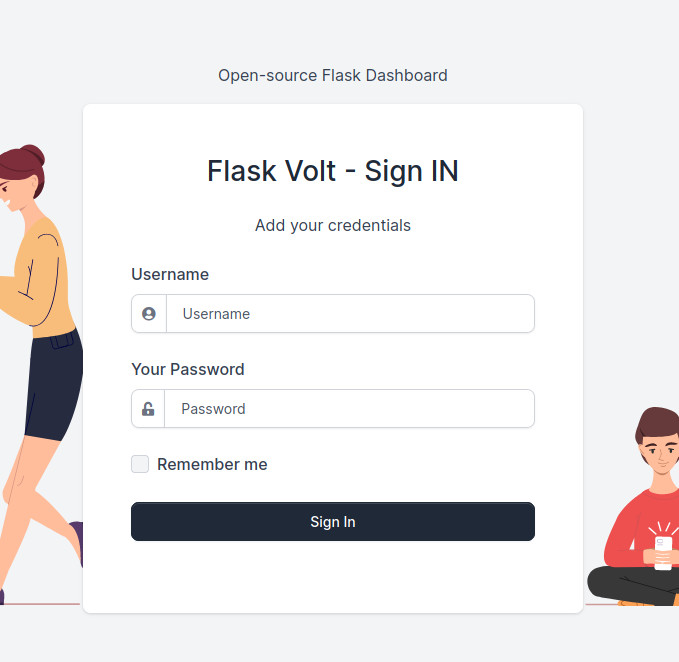 Open-source Flask Dashboard
Flask Volt - Sign IN
Add your credentials
Username
Username
Your Password
Password
Remember me
Sign In